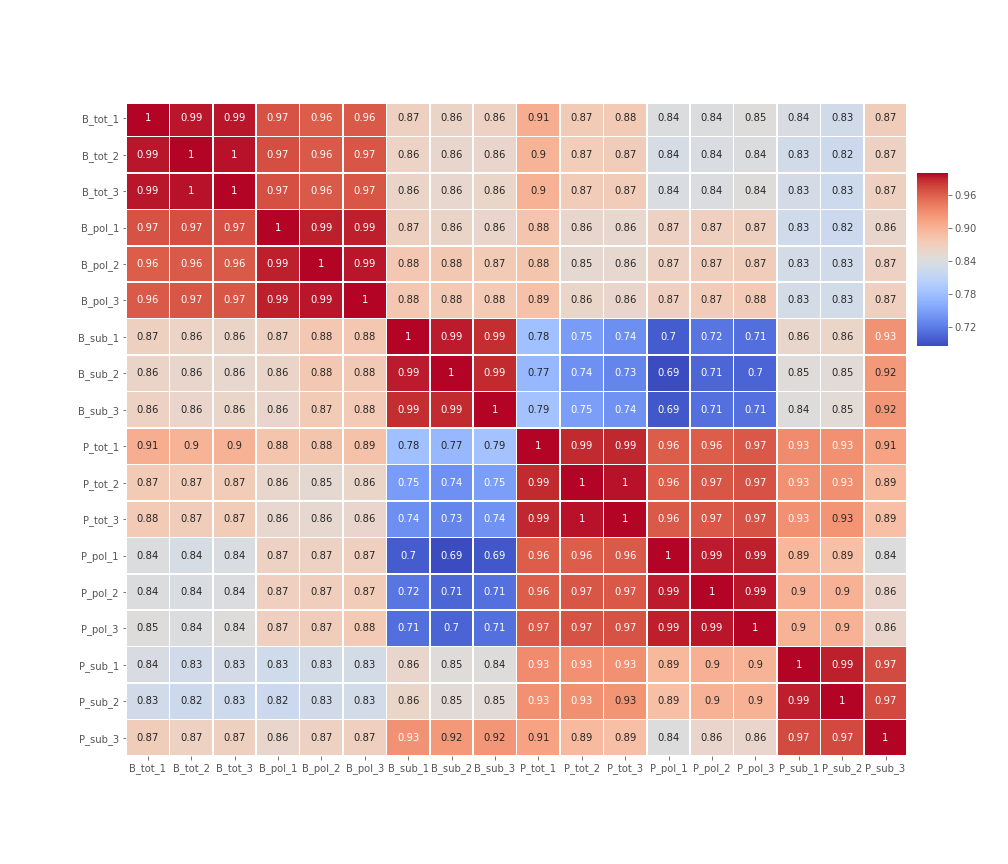 B_tot_1 1 0.99 0.99 0.97 0.96 0.96 0.87 0.86 0.86 0.91 0.87 0.88 0.84 0.84 0.85 0.84 0.83 0.87
B_tot_2 0.99 1 1 0.97 0.96 0.97 0.86 0.86 0.86 0.9 0.87 0.87 0.84 0.84 0.84 0.83 0.82 0.87
B_tot_3 0.99 1 1 0.97 0.96 0.97 0.86 0.86 0.86 0.9 0.87 0.87 0.84 0.84 0.84 0.83 0.83 0.87
0.96
B_pol_1 0.97 0.97 0.97 1 0.99 0.99 0.87 0.86 0.86 0.88 0.86 0.86 0.87 0.87 0.87 0.83 0.82 0.86
0.90
B_pol_2 0.96 0.96 0.96 0.99 1 0.99 0.88 0.88 0.87 0.88 0.85 0.86 0.87 0.87 0.87 0.83 0.83 0.87
0.84
B_pol_3 0.96 0.97 0.97 0.99 0.99 1 0.88 0.88 0.88 0.89 0.86 0.86 0.87 0.87 0.88 0.83 0.83 0.87
0.78
B_sub_1 0.87 0.86 0.86 0.87 0.88 0.88 1 0.99 0.99 0.78 0.75 0.74 0.7 0.72 0.71 0.86 0.86 0.93
0.72
B_sub_2 0.86 0.86 0.86 0.86 0.88 0.88 0.99 1 0.99 0.77 0.74 0.73 0.69 0.71 0.7 0.85 0.85 0.92
B_sub_3 0.86 0.86 0.86 0.86 0.87 0.88 0.99 0.99 1 0.79 0.75 0.74 0.69 0.71 0.71 0.84 0.85 0.92
P_tot_1 0.91 0.9 0.9 0.88 0.88 0.89 0.78 0.77 0.79 1 0.99 0.99 0.96 0.96 0.97 0.93 0.93 0.91
P_tot_2 0.87 0.87 0.87 0.86 0.85 0.86 0.75 0.74 0.75 0.99 1 1 0.96 0.97 0.97 0.93 0.93 0.89
P_tot_3 0.88 0.87 0.87 0.86 0.86 0.86 0.74 0.73 0.74 0.99 1 1 0.96 0.97 0.97 0.93 0.93 0.89
P_pol_1 0.84 0.84 0.84 0.87 0.87 0.87 0.7 0.69 0.69 0.96 0.96 0.96 1 0.99 0.99 0.89 0.89 0.84
P_pol_2 0.84 0.84 0.84 0.87 0.87 0.87 0.72 0.71 0.71 0.96 0.97 0.97 0.99 1 0.99 0.9 0.9 0.86
P_pol_3 0.85 0.84 0.84 0.87 0.87 0.88 0.71 0.7 0.71 0.97 0.97 0.97 0.99 0.99 1 0.9 0.9 0.86
P_sub_1 0.84 0.83 0.83 0.83 0.83 0.83 0.86 0.85 0.84 0.93 0.93 0.93 0.89 0.9 0.9 1 0.99 0.97
P_sub_2 0.83 0.82 0.83 0.82 0.83 0.83 0.86 0.85 0.85 0.93 0.93 0.93 0.89 0.9 0.9 0.99 1 0.97
P_sub_3 0.87 0.87 0.87 0.86 0.87 0.87 0.93 0.92 0.92 0.91 0.89 0.89 0.84 0.86 0.86 0.97 0.97 1
B_tot_1 B_tot_2 B_tot_3 B_pol_1 B_pol_2 B_pol_3 B_sub_1 B_sub_2 B_sub_3 P_tot_1 P_tot_2 P_tot_3 P_pol_1 P_pol_2 P_pol_3 P_sub_1 P_sub_2 P_sub_3